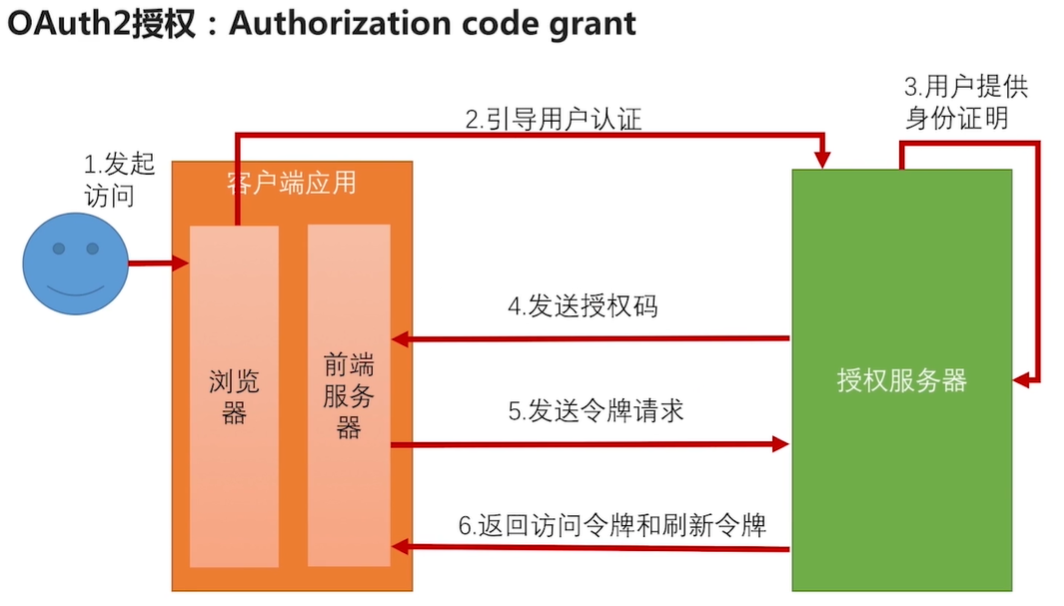 OAuth2授权：Authorization code grant
3.用户提供
身份证明
2.引导用户认证
1.发起
访问
客户端应用
4.发送授权码
浏览
器
前端
服务
器
授权服务器
5.发送令牌请求
6.返回访问令牌和刷新令牌